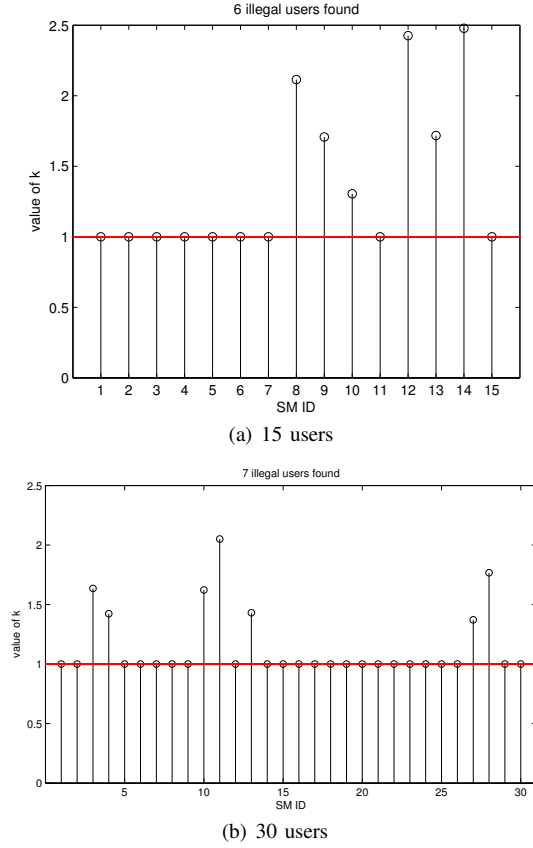 6 illegal users found
2.5
2
1.5
1
0.5
0
value of k
1 2 3 4 5 6 7 8 9 10 11 12 13 14 15
SM ID
(a) 15 users
7 illegal users found
2.5
2
1.5
1
0.5
0
value of k
5 10 15 20 25 30
SM ID
(b) 30 users